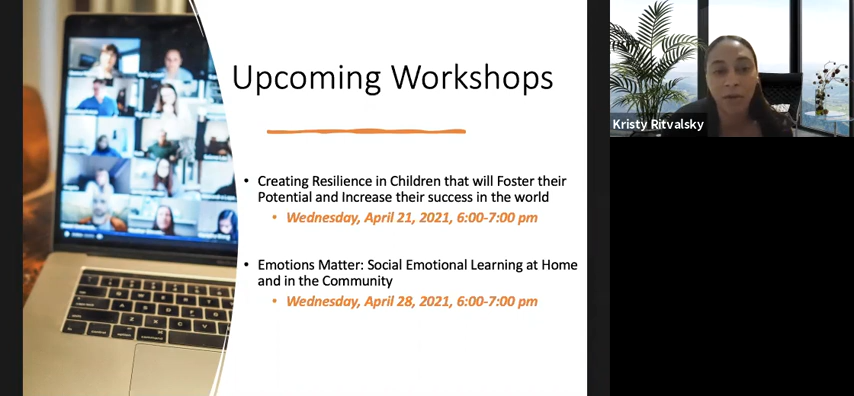 Upcoming Workshops
• Creating Resilience in Children that will Foster their
Potential and Increase their success in the world
• Wednesday, April 21, 2021, 6:00-7:00 pm
• Emotions Matter: Social Emotional Learning at Home
and in the Community
• Wednesday, April 28, 2021, 6:00-7:00 pm
Kristy Ritvalsky